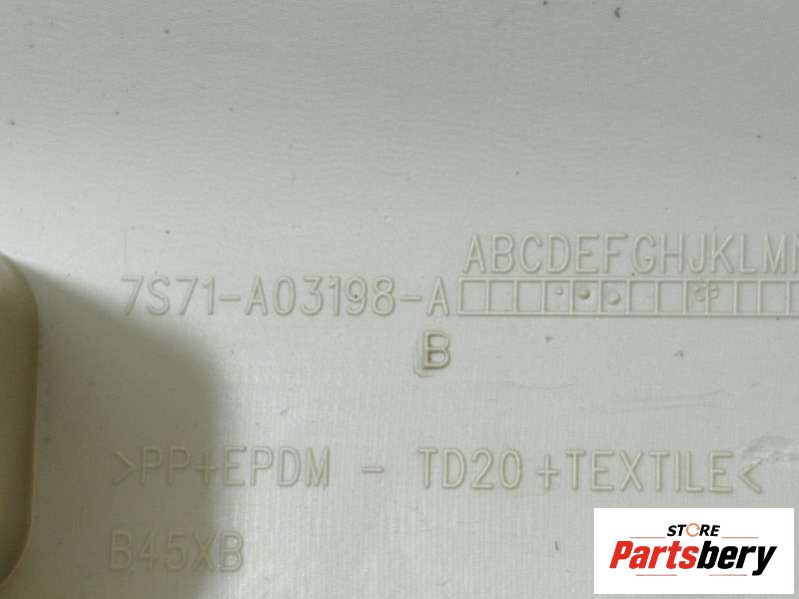 ABCDEFGHJKLM
7S71-A03198-A
B
>PP+EPDM - TD20+TEXTILE<
B45XB
STORE
Partsbery